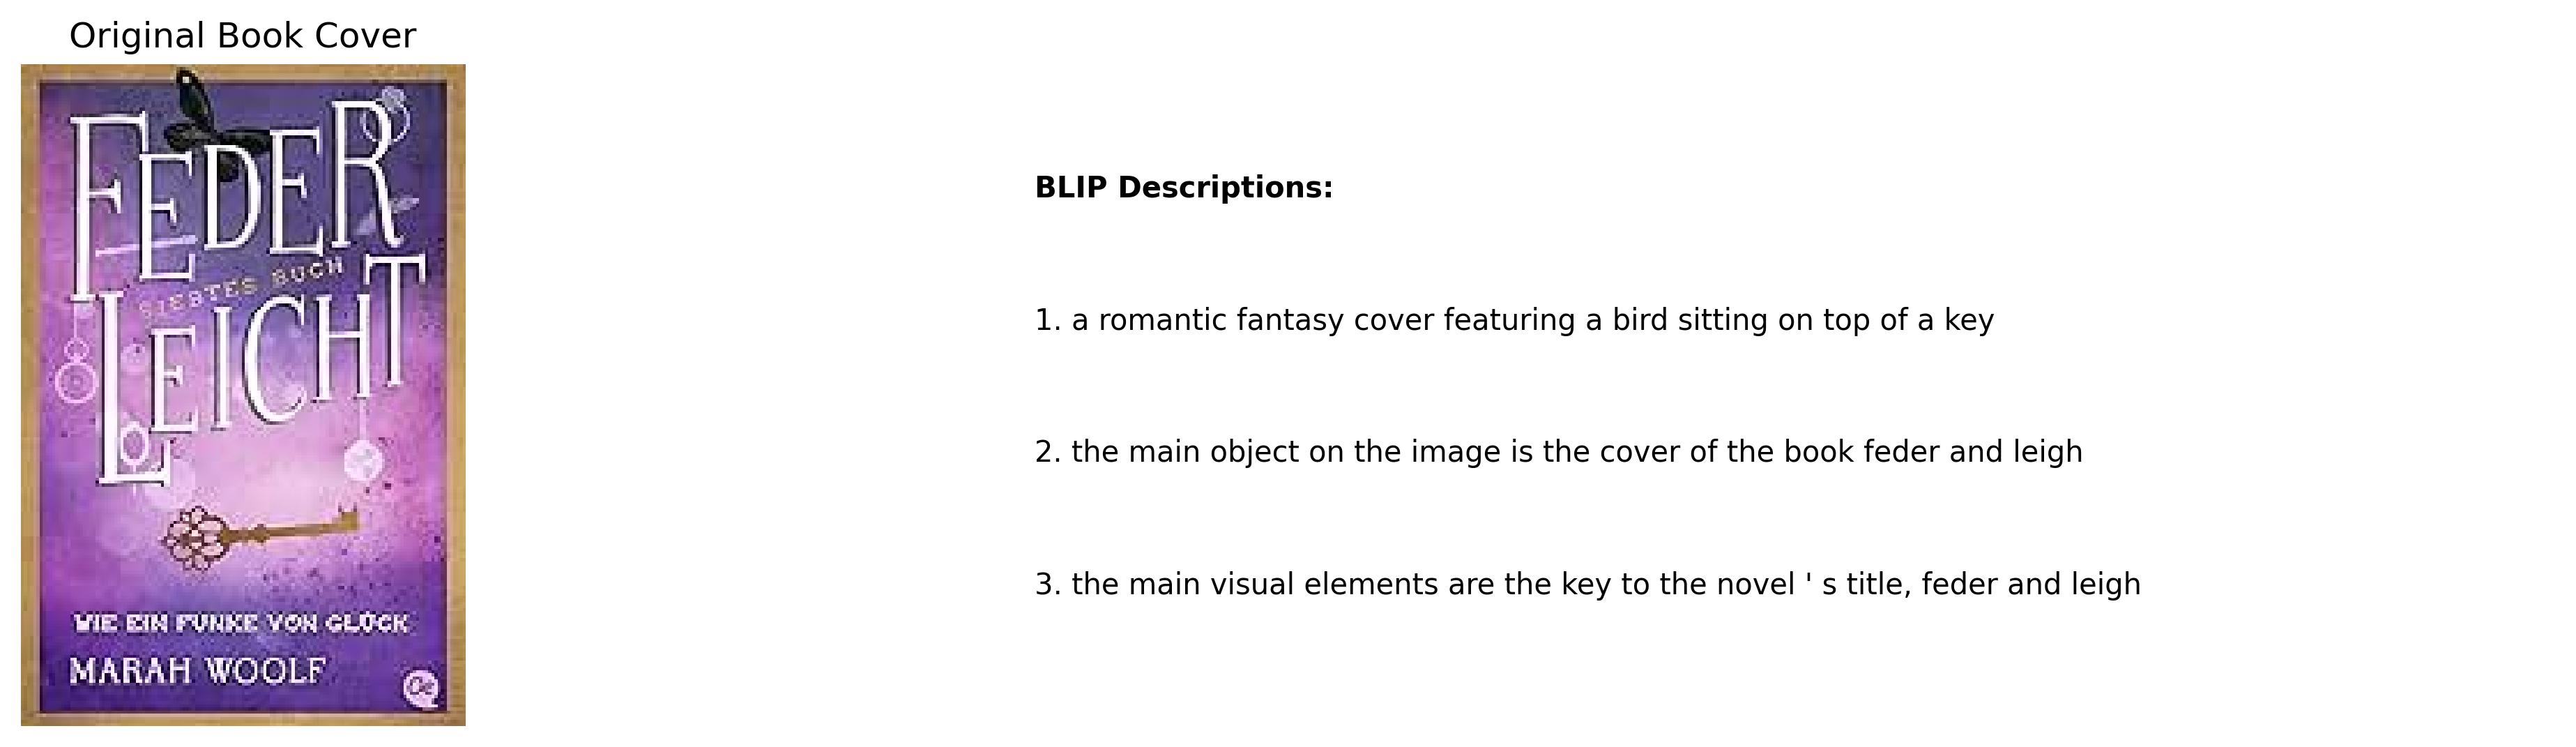 Original Book Cover
FEDER
SIEBTES BUCH
LEICHT
WIE EIN FUNKE VON GLÜCK
MARAH WOOLF
Oe
BLIP Descriptions:
1. a romantic fantasy cover featuring a bird sitting on top of a key
2. the main object on the image is the cover of the book feder and leigh
3. the main visual elements are the key to the novel ' s title, feder and leigh